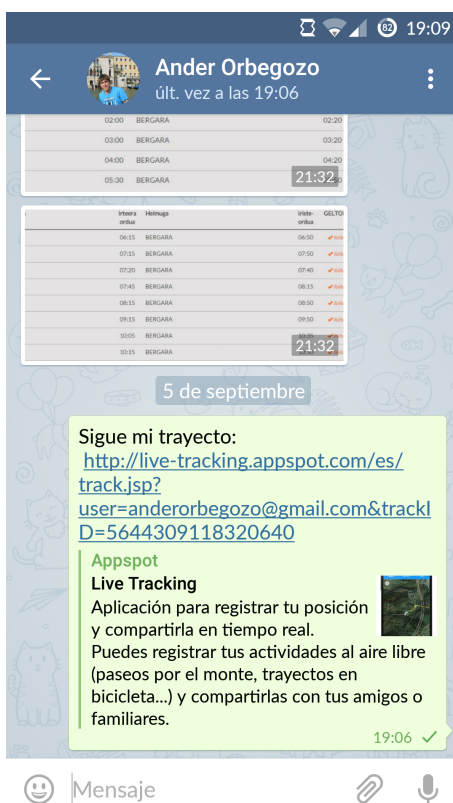 82 19:09
Ander Orbegozo
últ. vez a las 19:06
02:00 BERGARA 02:20
03:00 BERGARA 03:20
04:00 BERGARA 04:20
05:30 BERGARA
21:32
Irteera ordua Helmuga Iriste-ordua GELTO
06:15 BERGARA 06:50
07:15 BERGARA 07:50
07:20 BERGARA 07:40
07:45 BERGARA 08:15
08:15 BERGARA 08:50
09:15 BERGARA 09:50
10:05 BERGARA 10:35
10:15 BERGARA
21:32
5 de septiembre
Sigue mi trayecto:
http://live-tracking.appspot.com/es/
track.jsp?
user=anderorbegozo@gmail.com&trackI
D=5644309118320640
Appspot
Live Tracking
Aplicación para registrar tu posición
y compartirla en tiempo real.
Puedes registrar tus actividades al aire libre
(paseos por el monte, trayectos en
bicicleta...) y compartirlas con tus amigos o
familiares.
19:06
Mensaje